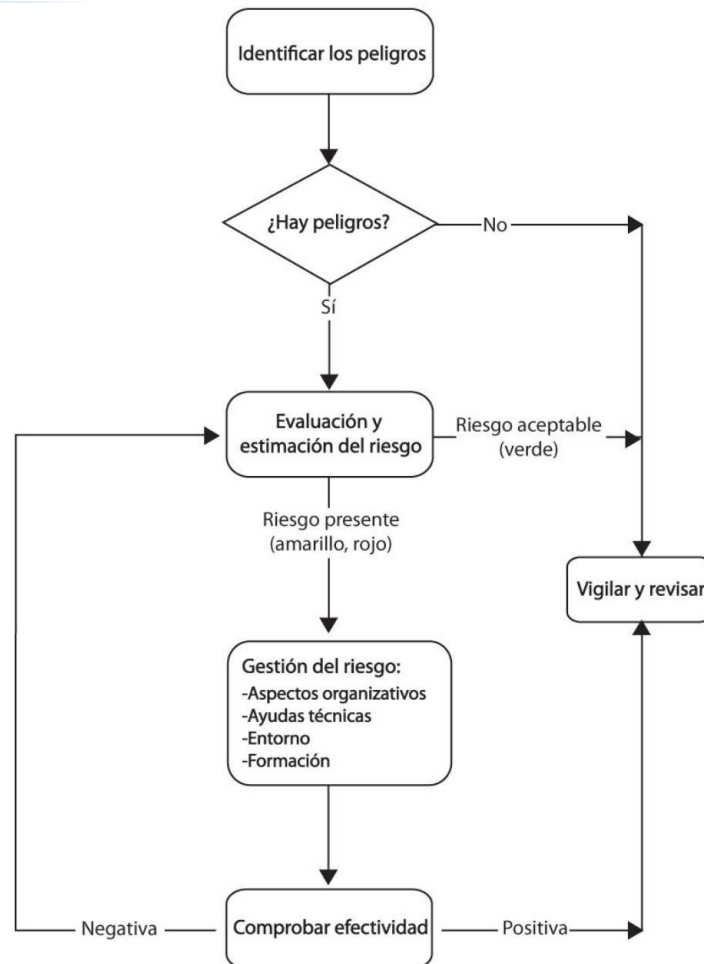 Identificar los peligros
¿Hay peligros?
No
Sí
Evaluación y
estimación del riesgo
Riesgo aceptable
(verde)
Riesgo presente
(amarillo, rojo)
Vigilar y revisar
Gestión del riesgo:
-Aspectos organizativos
-Ayudas técnicas
-Entorno
-Formación
Negativa
Comprobar efectividad
Positiva